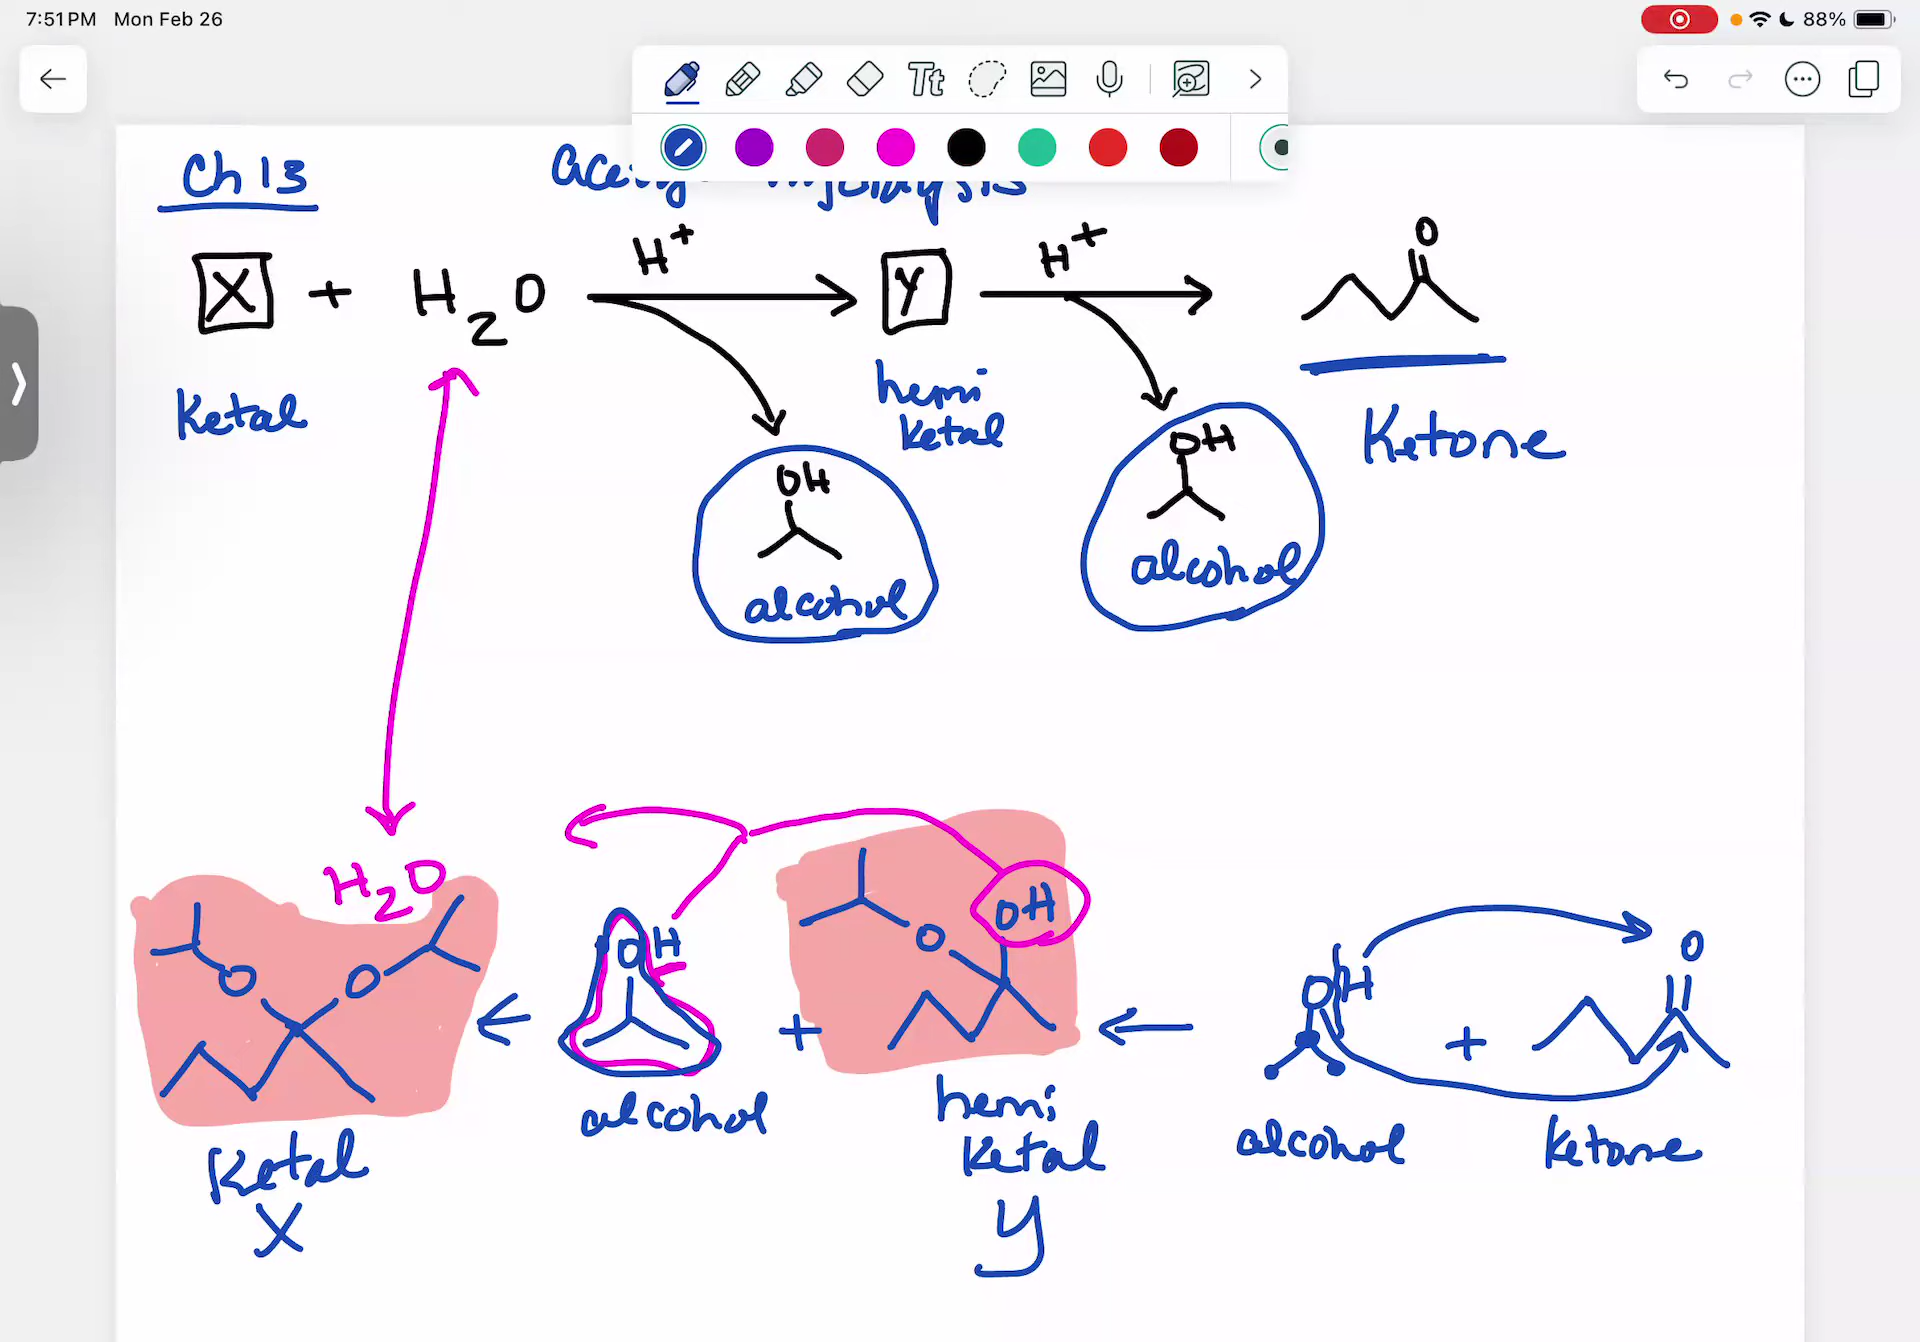 7:51 PM Mon Feb 26
88%
Tt
Ch 13
X + H2O H+ Y H+ O
Ketal
hemi
ketal
Ketone
OH
alcohol
OH
alcohol
H2O
O O
Ketal
X
OH
alcohol
+
O OH
hemi
Ketal
Y
OH
alcohol
+
O
ketone